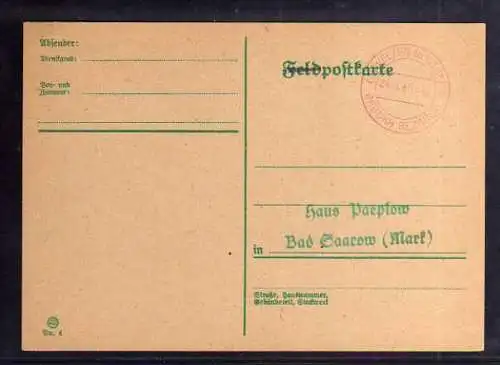 Absender:
Dienstgrad:
Vor- und
Zuname:
Feldpostkarte
Haus Paeplow
in Bad Saarow (Mark)
Straße, Hausnummer,
Gebäudeteil, Stockwerk